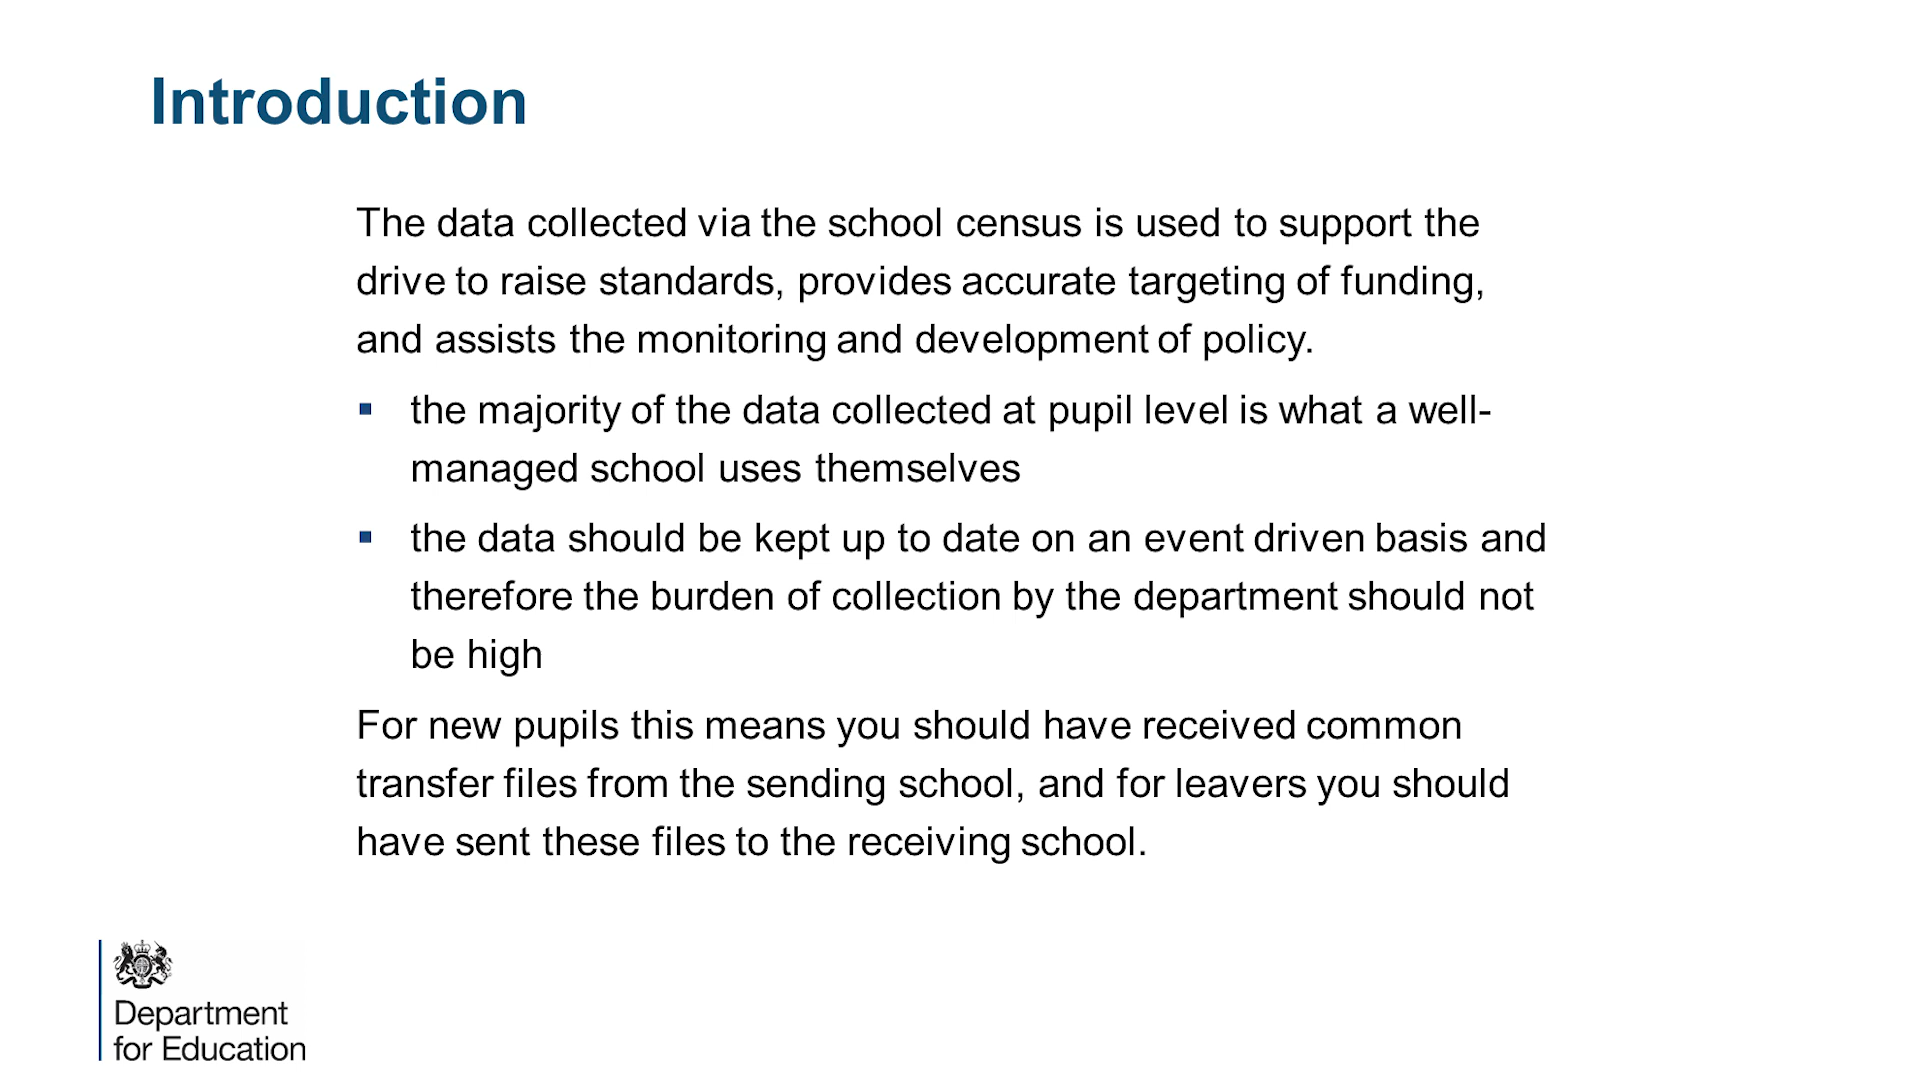 Introduction
The data collected via the school census is used to support the
drive to raise standards, provides accurate targeting of funding,
and assists the monitoring and development of policy.
▪ the majority of the data collected at pupil level is what a well-
managed school uses themselves
▪ the data should be kept up to date on an event driven basis and
therefore the burden of collection by the department should not
be high
For new pupils this means you should have received common
transfer files from the sending school, and for leavers you should
have sent these files to the receiving school.
Department
for Education